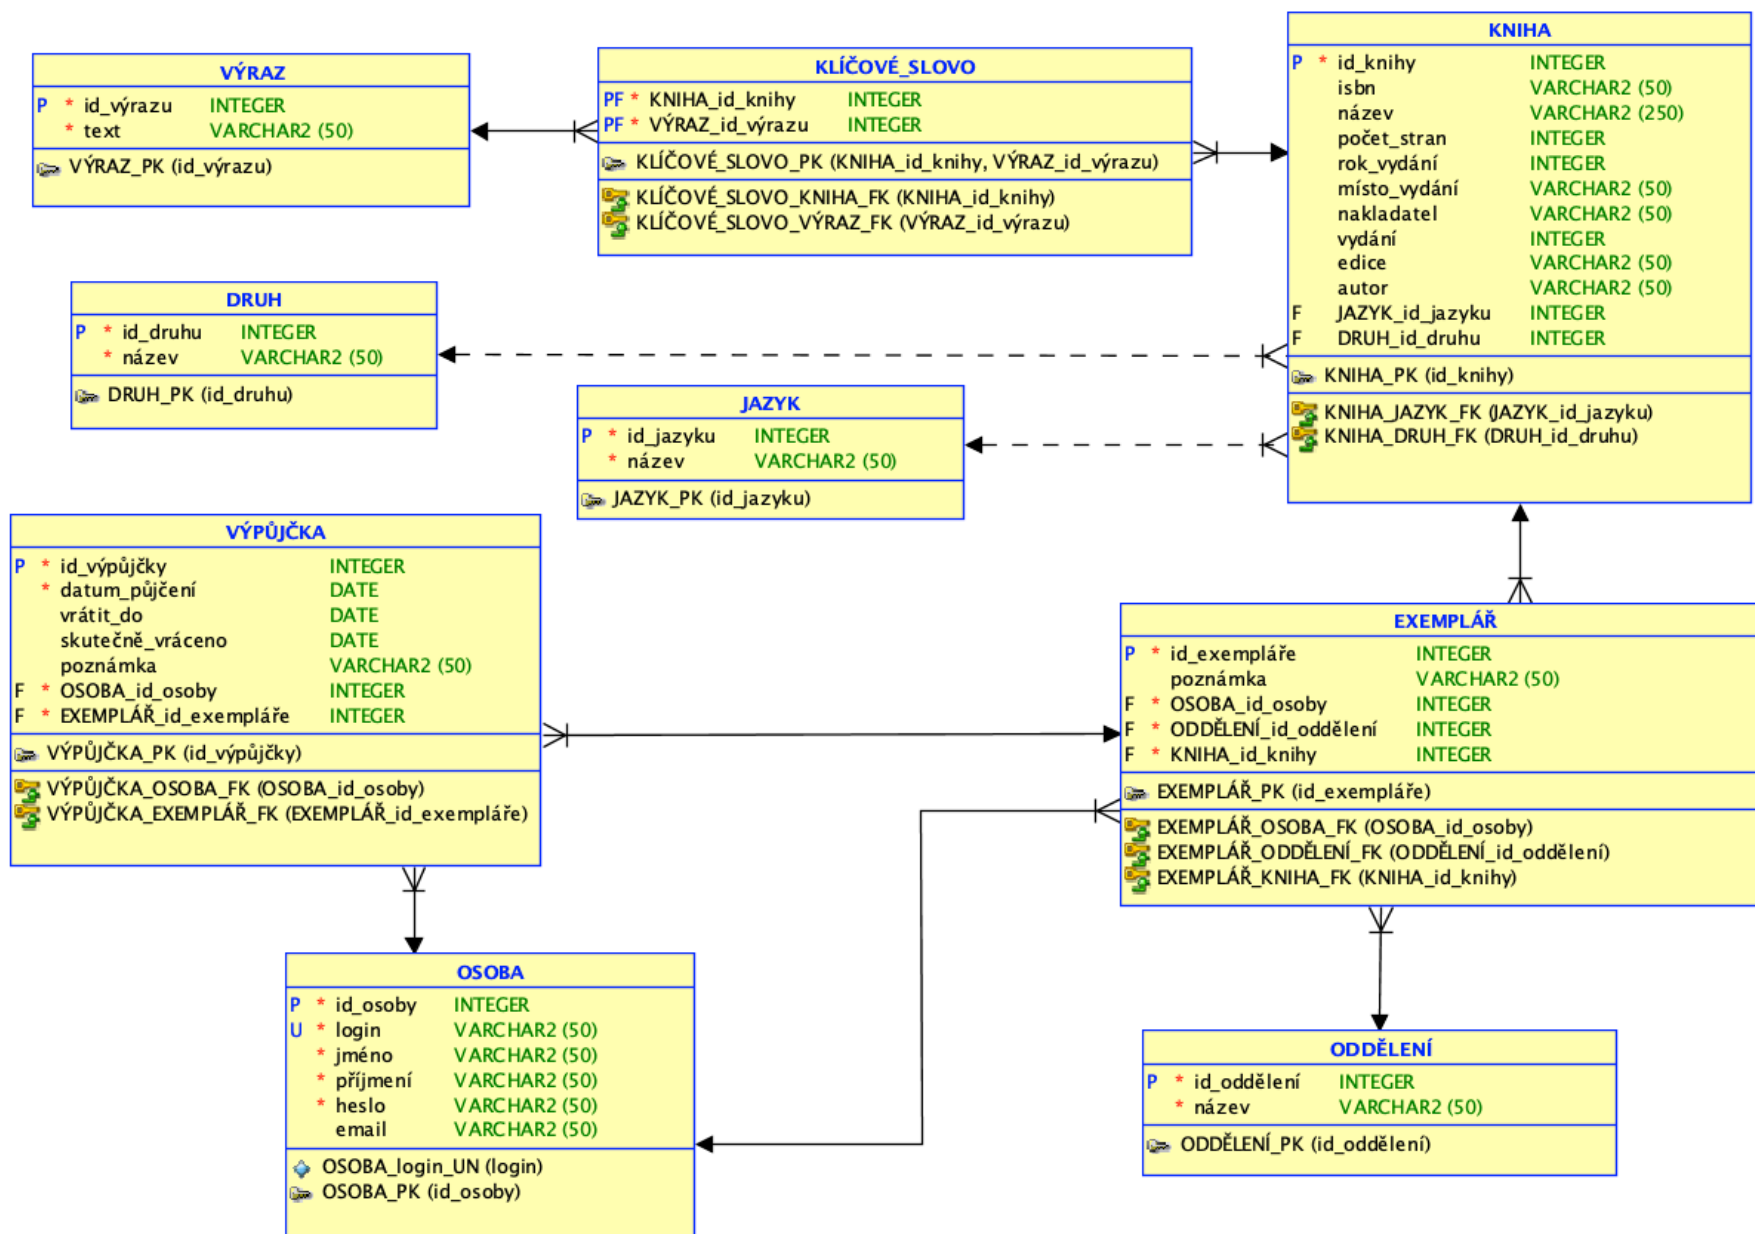 VÝRAZ
P * id_výrazu INTEGER
* text VARCHAR2 (50)
VÝRAZ_PK (id_výrazu)
KLÍČOVÉ_SLOVO
PF * KNIHA_id_knihy INTEGER
PF * VÝRAZ_id_výrazu INTEGER
KLÍČOVÉ_SLOVO_PK (KNIHA_id_knihy, VÝRAZ_id_výrazu)
KLÍČOVÉ_SLOVO_KNIHA_FK (KNIHA_id_knihy)
KLÍČOVÉ_SLOVO_VÝRAZ_FK (VÝRAZ_id_výrazu)
KNIHA
P * id_knihy INTEGER
isbn VARCHAR2 (50)
název VARCHAR2 (250)
počet_stran INTEGER
rok_vydání INTEGER
místo_vydání VARCHAR2 (50)
nakladatel VARCHAR2 (50)
vydání INTEGER
edice VARCHAR2 (50)
autor VARCHAR2 (50)
F JAZYK_id_jazyku INTEGER
F DRUH_id_druhu INTEGER
KNIHA_PK (id_knihy)
KNIHA_JAZYK_FK (JAZYK_id_jazyku)
KNIHA_DRUH_FK (DRUH_id_druhu)
DRUH
P * id_druhu INTEGER
* název VARCHAR2 (50)
DRUH_PK (id_druhu)
JAZYK
P * id_jazyku INTEGER
* název VARCHAR2 (50)
JAZYK_PK (id_jazyku)
VÝPŮJČKA
P * id_výpůjčky INTEGER
* datum_půjčení DATE
vrátit_do DATE
skutečně_vráceno DATE
poznámka VARCHAR2 (50)
F * OSOBA_id_osoby INTEGER
F * EXEMPLÁŘ_id_exempláře INTEGER
VÝPŮJČKA_PK (id_výpůjčky)
VÝPŮJČKA_OSOBA_FK (OSOBA_id_osoby)
VÝPŮJČKA_EXEMPLÁŘ_FK (EXEMPLÁŘ_id_exempláře)
EXEMPLÁŘ
P * id_exempláře INTEGER
poznámka VARCHAR2 (50)
F * OSOBA_id_osoby INTEGER
F * ODDĚLENÍ_id_oddělení INTEGER
F * KNIHA_id_knihy INTEGER
EXEMPLÁŘ_PK (id_exempláře)
EXEMPLÁŘ_OSOBA_FK (OSOBA_id_osoby)
EXEMPLÁŘ_ODDĚLENÍ_FK (ODDĚLENÍ_id_oddělení)
EXEMPLÁŘ_KNIHA_FK (KNIHA_id_knihy)
OSOBA
P * id_osoby INTEGER
U * login VARCHAR2 (50)
* jméno VARCHAR2 (50)
* příjmení VARCHAR2 (50)
* heslo VARCHAR2 (50)
email VARCHAR2 (50)
OSOBA_login_UN (login)
OSOBA_PK (id_osoby)
ODDĚLENÍ
P * id_oddělení INTEGER
* název VARCHAR2 (50)
ODDĚLENÍ_PK (id_oddělení)